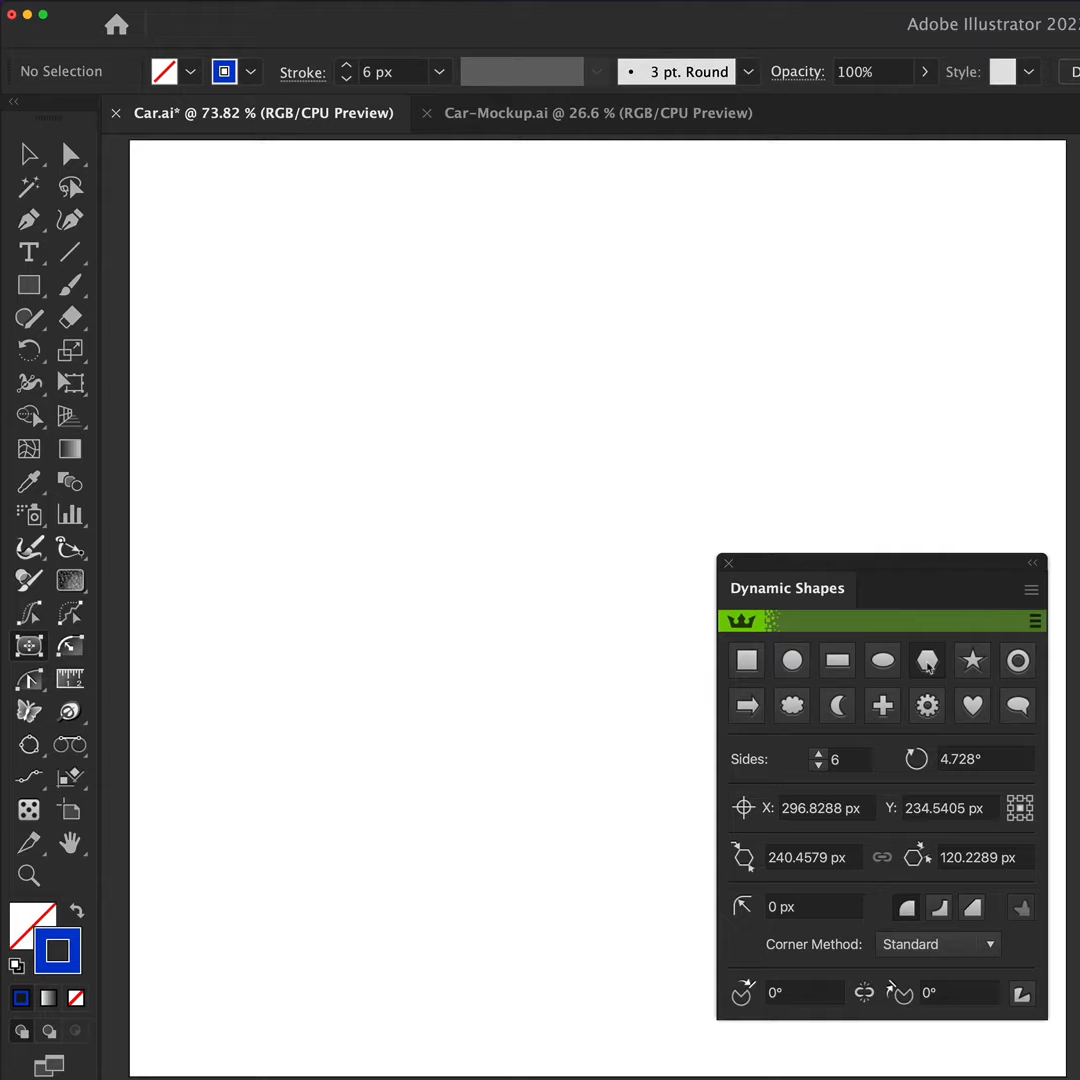 Adobe Illustrator 202
No Selection
Stroke: 6 px
3 pt. Round
Opacity: 100%
Style:
Car.ai* @ 73.82 % (RGB/CPU Preview)
Car-Mockup.ai @ 26.6 % (RGB/CPU Preview)
Dynamic Shapes
Sides: 6 4.728°
X: 296.8288 px Y: 234.5405 px
240.4579 px 120.2289 px
0 px
Corner Method: Standard
0° 0°